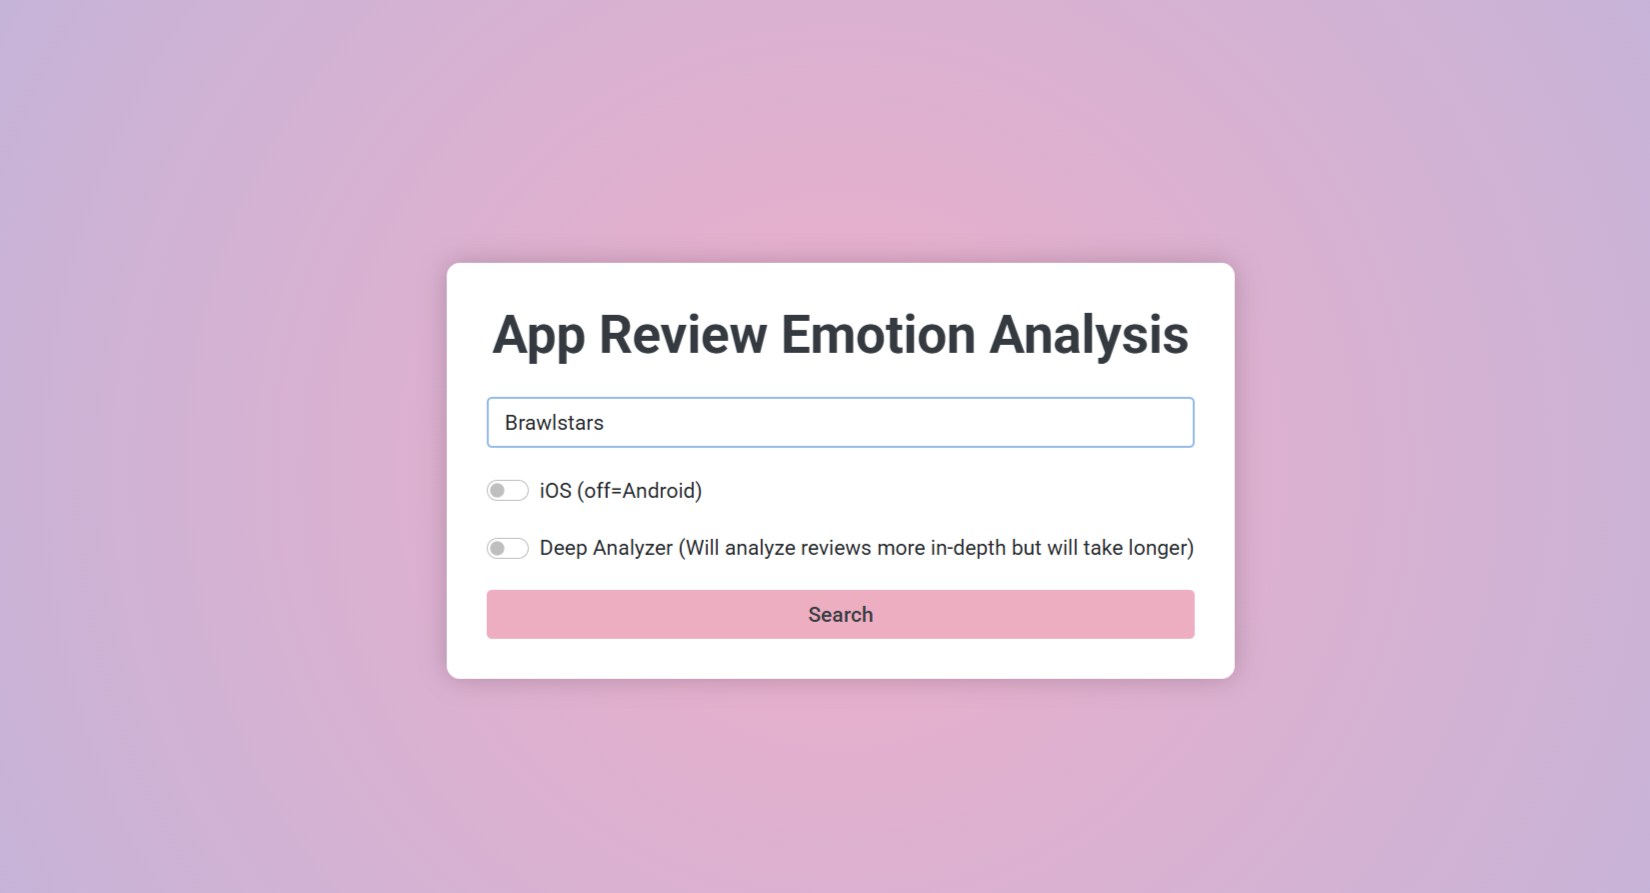 App Review Emotion Analysis
Brawlstars
iOS (off=Android)
Deep Analyzer (Will analyze reviews more in-depth but will take longer)
Search